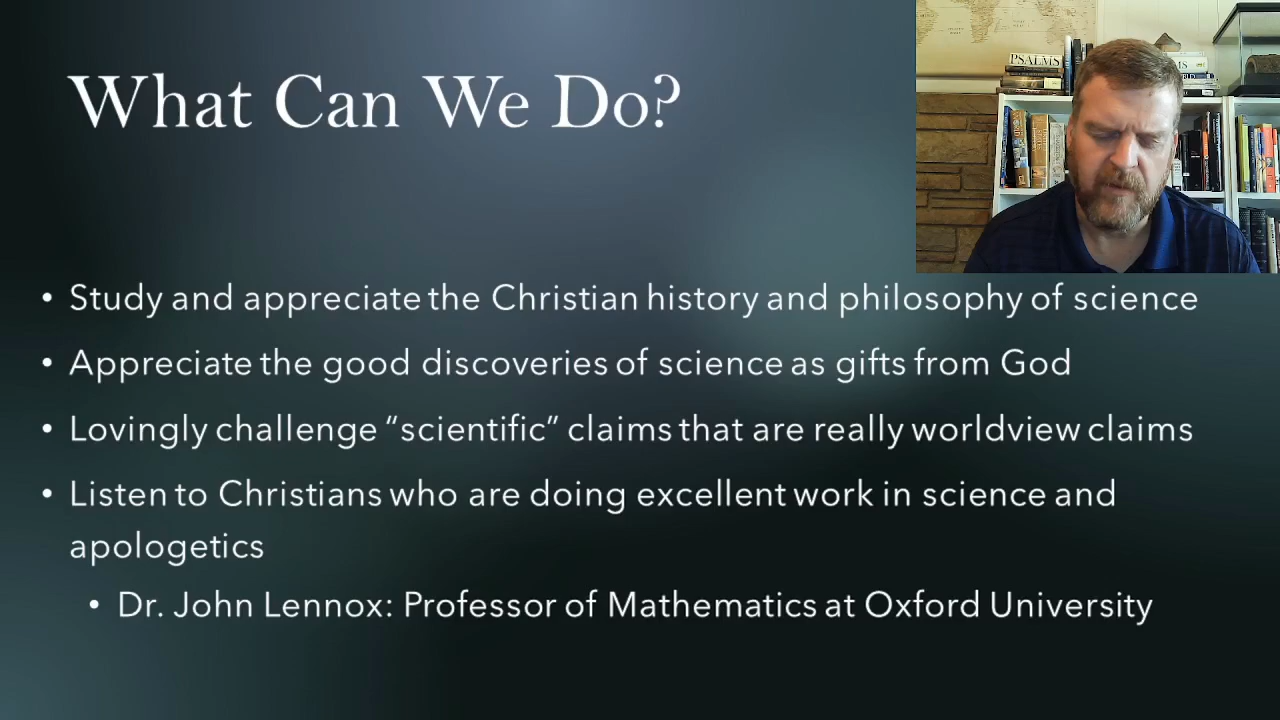 What Can We Do?
PSALMS
• Study and appreciate the Christian history and philosophy of science
• Appreciate the good discoveries of science as gifts from God
• Lovingly challenge “scientific” claims that are really worldview claims
• Listen to Christians who are doing excellent work in science and
apologetics
• Dr. John Lennox: Professor of Mathematics at Oxford University